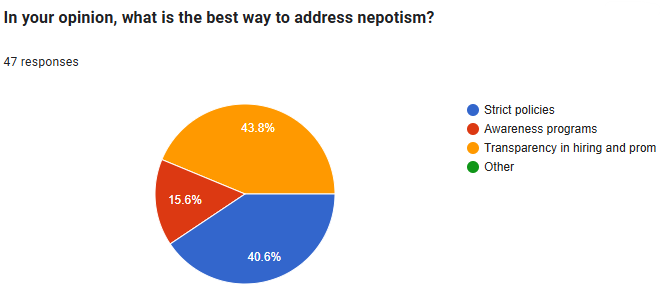 In your opinion, what is the best way to address nepotism?
47 responses
43.8%
15.6%
40.6%
Strict policies
Awareness programs
Transparency in hiring and prom
Other